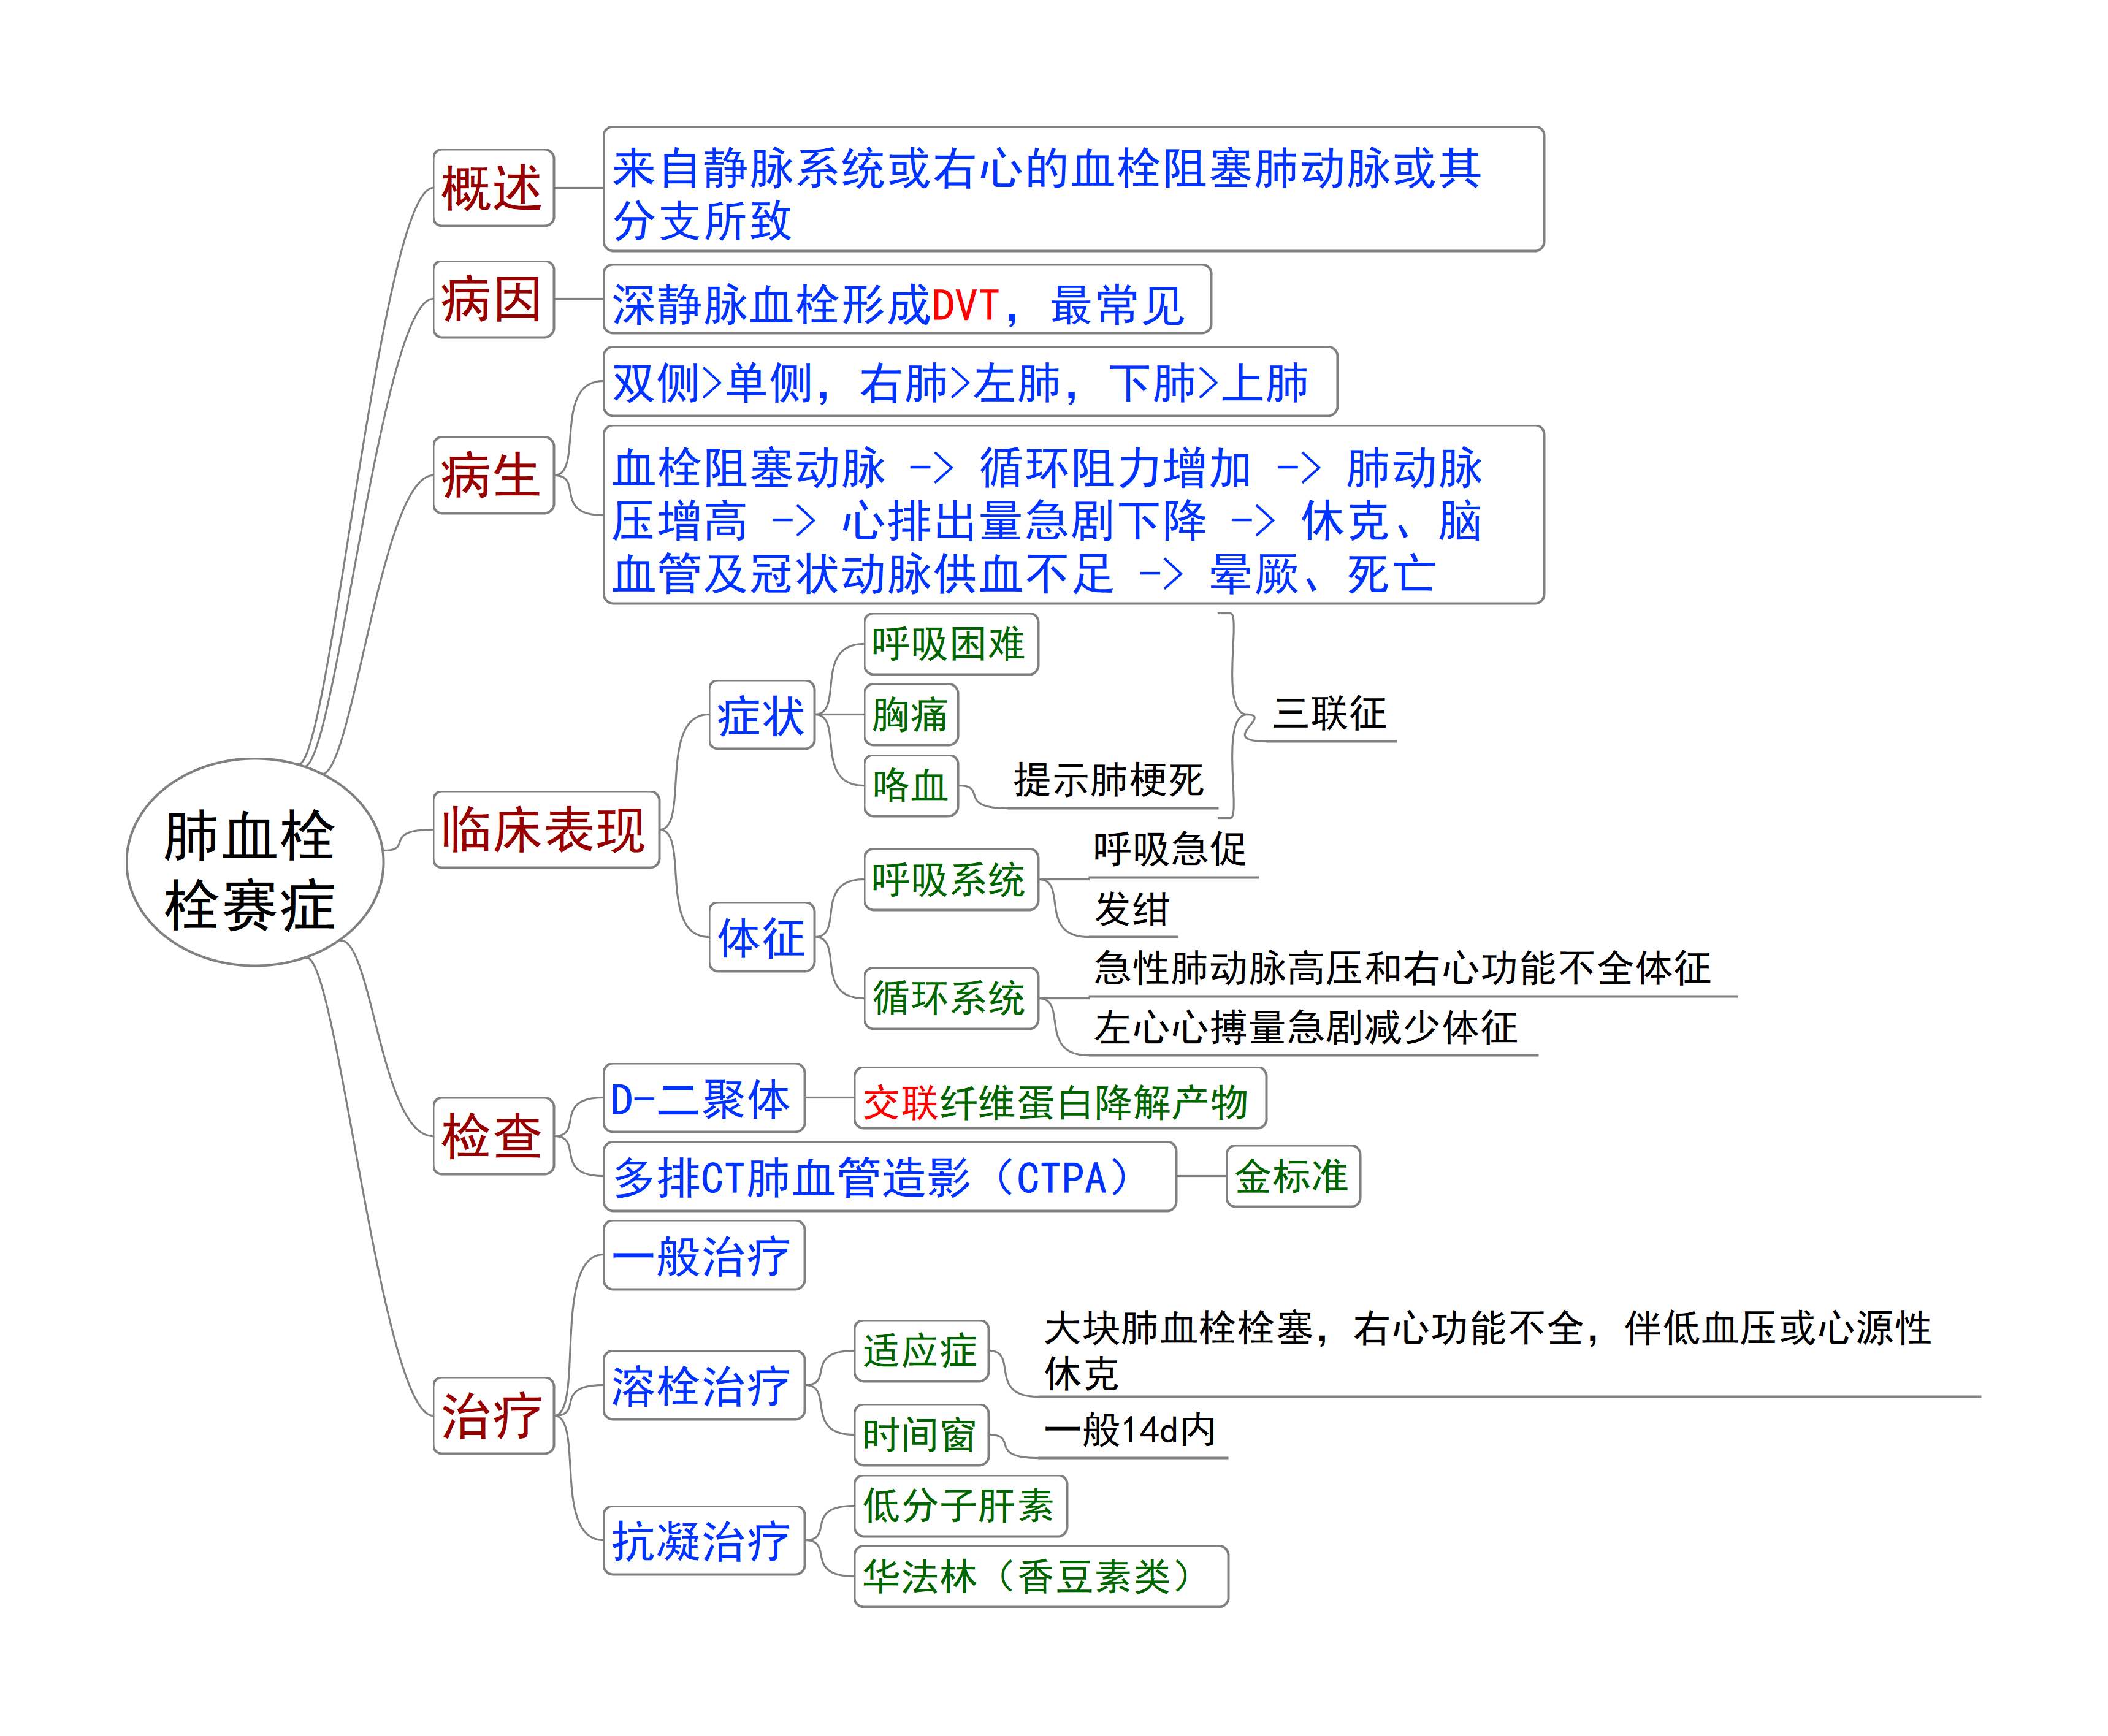 肺血栓
栓赛症
概述
来自静脉系统或右心的血栓阻塞肺动脉或其
分支所致
病因
深静脉血栓形成DVT，最常见
病生
双侧>单侧，右肺>左肺，下肺>上肺
血栓阻塞动脉 -> 循环阻力增加 -> 肺动脉
压增高 -> 心排出量急剧下降 -> 休克、脑
血管及冠状动脉供血不足 -> 晕厥、死亡
临床表现
症状
呼吸困难
胸痛
咯血
提示肺梗死
三联征
体征
呼吸系统
呼吸急促
发绀
循环系统
急性肺动脉高压和右心功能不全体征
左心心搏量急剧减少体征
检查
D-二聚体
交联纤维蛋白降解产物
多排CT肺血管造影（CTPA）
金标准
治疗
一般治疗
溶栓治疗
适应症
大块肺血栓栓塞，右心功能不全，伴低血压或心源性
休克
时间窗
一般14d内
抗凝治疗
低分子肝素
华法林（香豆素类）